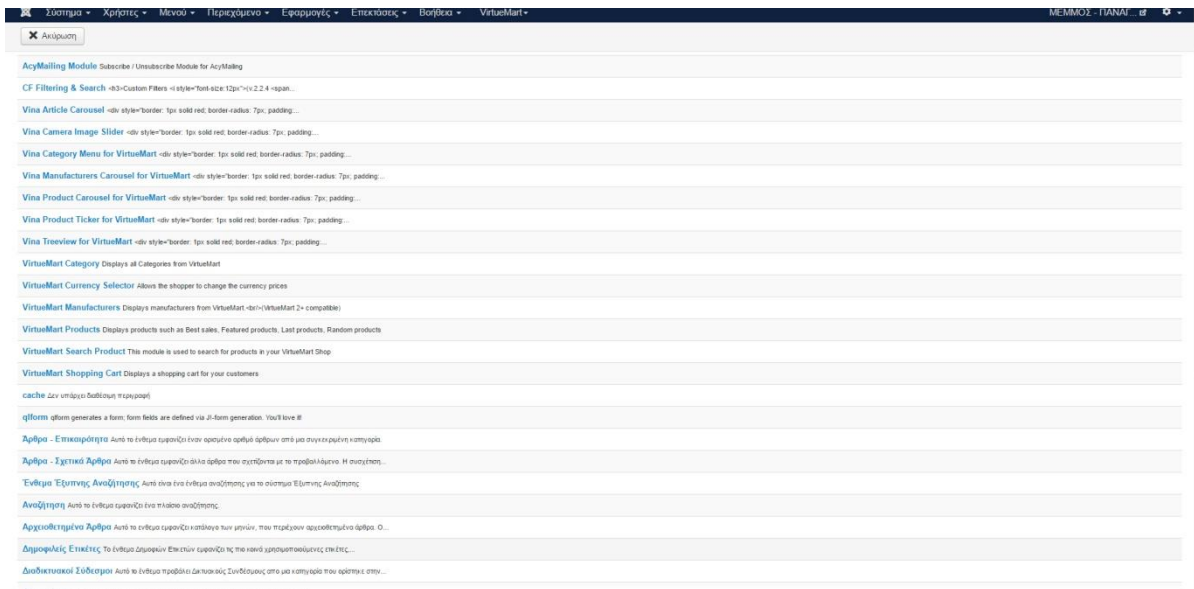 Σύστημα Χρήστες Μενού Περιεχόμενο Εφαρμογές Επεκτάσεις Βοήθεια VirtueMart ΜΕΜΜΟΣ - ΠΑΝΑΓ...
Ακύρωση
AcyMailing Module Subscribe / Unsubscribe Module for AcyMailing
CF Filtering & Search <h3>Custom Filters <i style="font-size:12px">(v.2.2.4 <span...
Vina Article Carousel <div style="border: 1px solid red; border-radius: 7px; padding:...
Vina Camera Image Slider <div style="border: 1px solid red; border-radius: 7px; padding:...
Vina Category Menu for VirtueMart <div style="border: 1px solid red; border-radius: 7px; padding:...
Vina Manufacturers Carousel for VirtueMart <div style="border: 1px solid red; border-radius: 7px; padding:...
Vina Product Carousel for VirtueMart <div style="border: 1px solid red; border-radius: 7px; padding:...
Vina Product Ticker for VirtueMart <div style="border: 1px solid red; border-radius: 7px; padding:...
Vina Treeview for VirtueMart <div style="border: 1px solid red; border-radius: 7px; padding:...
VirtueMart Category Displays all Categories from VirtueMart
VirtueMart Currency Selector Allows the shopper to change the currency prices
VirtueMart Manufacturers Displays manufacturers from VirtueMart <br/>(VirtueMart 2+ compatible)
VirtueMart Products Displays products such as Best sales, Featured products, Last products, Random products
VirtueMart Search Product This module is used to search for products in your VirtueMart Shop
VirtueMart Shopping Cart Displays a shopping cart for your customers
cache Δεν υπάρχει διαθέσιμη περιγραφή
qlform qlform generates a form; form fields are defined via J!-form generation. You'll love it!
Άρθρα - Επικαιρότητα Αυτό το ένθεμα εμφανίζει έναν ορισμένο αριθμό άρθρων από μια συγκεκριμένη κατηγορία.
Άρθρα - Σχετικά Άρθρα Αυτό το ένθεμα εμφανίζει άλλα άρθρα που σχετίζονται με το προβαλλόμενο. Η συσχέτιση...
Ένθεμα Έξυπνης Αναζήτησης Αυτό είναι ένα ένθεμα αναζήτησης για το σύστημα Έξυπνης Αναζήτησης
Αναζήτηση Αυτό το ένθεμα εμφανίζει ένα πλαίσιο αναζήτησης.
Αρχειοθετημένα Άρθρα Αυτό το ένθεμα εμφανίζει κατάλογο των μηνών, που περιέχουν αρχειοθετημένα άρθρα. Ο...
Δημοφιλείς Ετικέτες Το ένθεμα Δημοφιών Ετικετών εμφανίζει τις πιο κοινά χρησιμοποιούμενες ετικέτες...
Διαδικτυακοί Σύδεσμοι Αυτό το ένθεμα προβάλει Δικτυακούς Συνδέσμους απο μια κατηγορία που ορίστηκε στην...